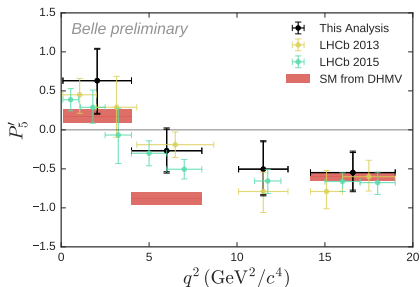 Belle preliminary
This Analysis
LHCb 2013
LHCb 2015
SM from DHMV
1.5
1.0
0.5
0.0
−0.5
−1.0
−1.5
P′5
0 5 10 15 20
q² (GeV²/c⁴)